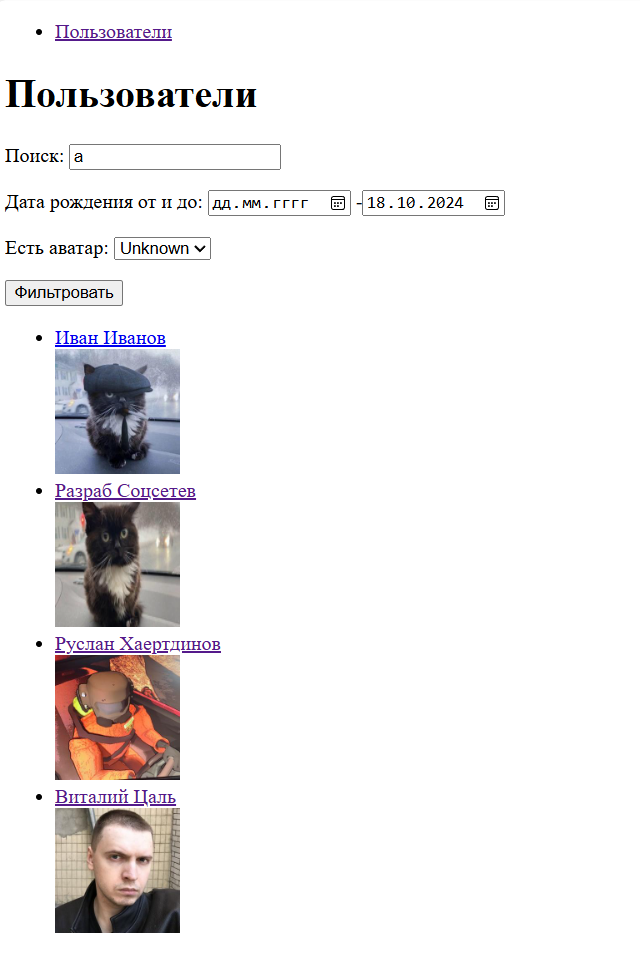 Пользователи
Пользователи
Поиск: а
Дата рождения от и до: дд.мм.гггг - 18.10.2024
Есть аватар: Unknown
Фильтровать
Иван Иванов
Разраб Соцсетев
Руслан Хаертдинов
Виталий Цаль